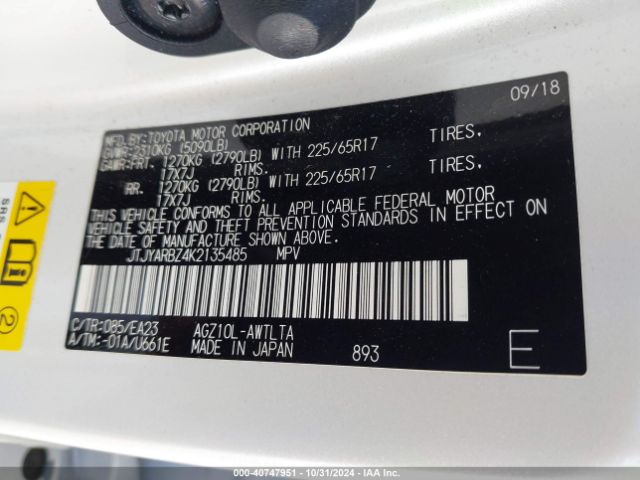 09/18
MFD.BY:TOYOTA MOTOR CORPORATION
GVWR:2310KG (5090LB)
GAWR:FRT. 1270KG (2790LB) WITH 225/65R17 TIRES.
17X7J RIMS.
RR. 1270KG (2790LB) WITH 225/65R17 TIRES.
17X7J RIMS.
THIS VEHICLE CONFORMS TO ALL APPLICABLE FEDERAL MOTOR
VEHICLE SAFETY AND THEFT PREVENTION STANDARDS IN EFFECT ON
THE DATE OF MANUFACTURE SHOWN ABOVE.
JTJYARBZ4K2135485 MPV
C/TR:085/EA23 AGZ10L-AWTLTA
A/TM:-01A/U661E MADE IN JAPAN 893 E
SRS
2
© - 40747951 - 10/31/2024 - IAA, Inc.